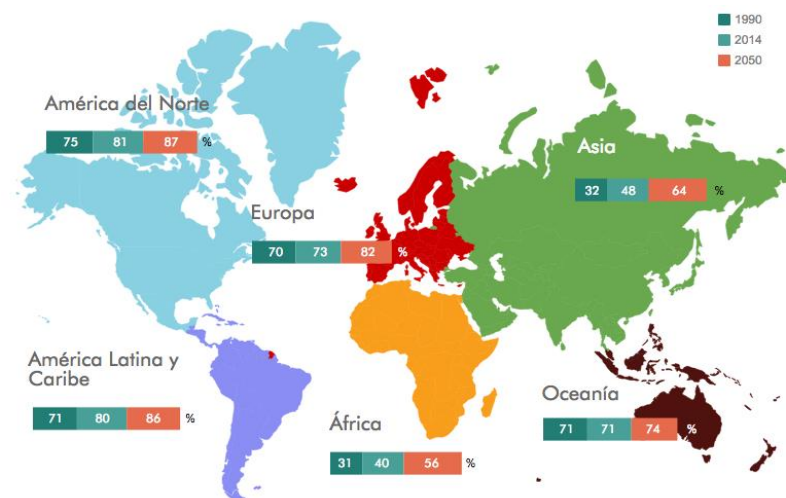 1990
2014
2050
América del Norte
75 81 87 %
Asia
32 48 64 %
Europa
70 73 82 %
América Latina y
Caribe
71 80 86 %
África
31 40 56 %
Oceanía
71 71 74 %